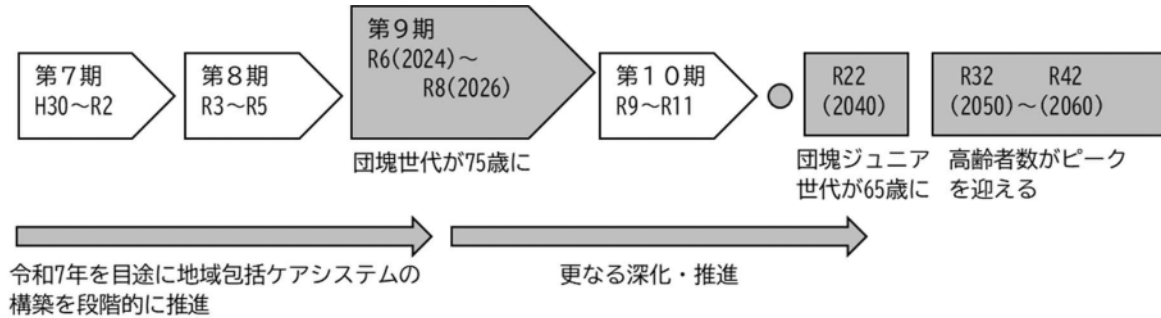 第７期
H30～R2
第８期
R3～R5
第９期
R6(2024)～
R8(2026)
第１０期
R9～R11
R22
(2040)
R32 R42
(2050)～(2060)
団塊世代が75歳に
団塊ジュニア
世代が65歳に
高齢者数がピーク
を迎える
令和7年を目途に地域包括ケアシステムの
構築を段階的に推進
更なる深化・推進